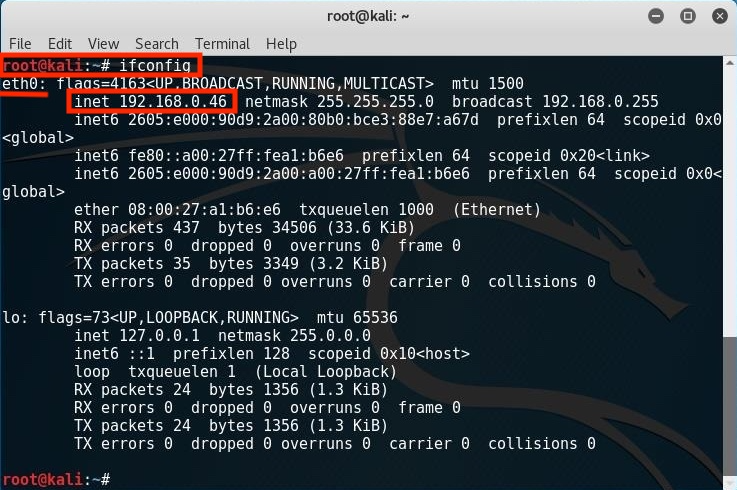 root@kali: ~
File Edit View Search Terminal Help
root@kali:~# ifconfig
eth0: flags=4163<UP,BROADCAST,RUNNING,MULTICAST>  mtu 1500
        inet 192.168.0.46  netmask 255.255.255.0  broadcast 192.168.0.255
        inet6 2605:e000:90d9:2a00:80b0:bce3:88e7:a67d  prefixlen 64  scopeid 0x0
<global>
        inet6 fe80::a00:27ff:fea1:b6e6  prefixlen 64  scopeid 0x20<link>
        inet6 2605:e000:90d9:2a00:a00:27ff:fea1:b6e6  prefixlen 64  scopeid 0x0<
global>
        ether 08:00:27:a1:b6:e6  txqueuelen 1000  (Ethernet)
        RX packets 437  bytes 34506 (33.6 KiB)
        RX errors 0  dropped 0  overruns 0  frame 0
        TX packets 35  bytes 3349 (3.2 KiB)
        TX errors 0  dropped 0 overruns 0  carrier 0  collisions 0
lo: flags=73<UP,LOOPBACK,RUNNING>  mtu 65536
        inet 127.0.0.1  netmask 255.0.0.0
        inet6 ::1  prefixlen 128  scopeid 0x10<host>
        loop  txqueuelen 1  (Local Loopback)
        RX packets 24  bytes 1356 (1.3 KiB)
        RX errors 0  dropped 0  overruns 0  frame 0
        TX packets 24  bytes 1356 (1.3 KiB)
        TX errors 0  dropped 0 overruns 0  carrier 0  collisions 0
root@kali:~#